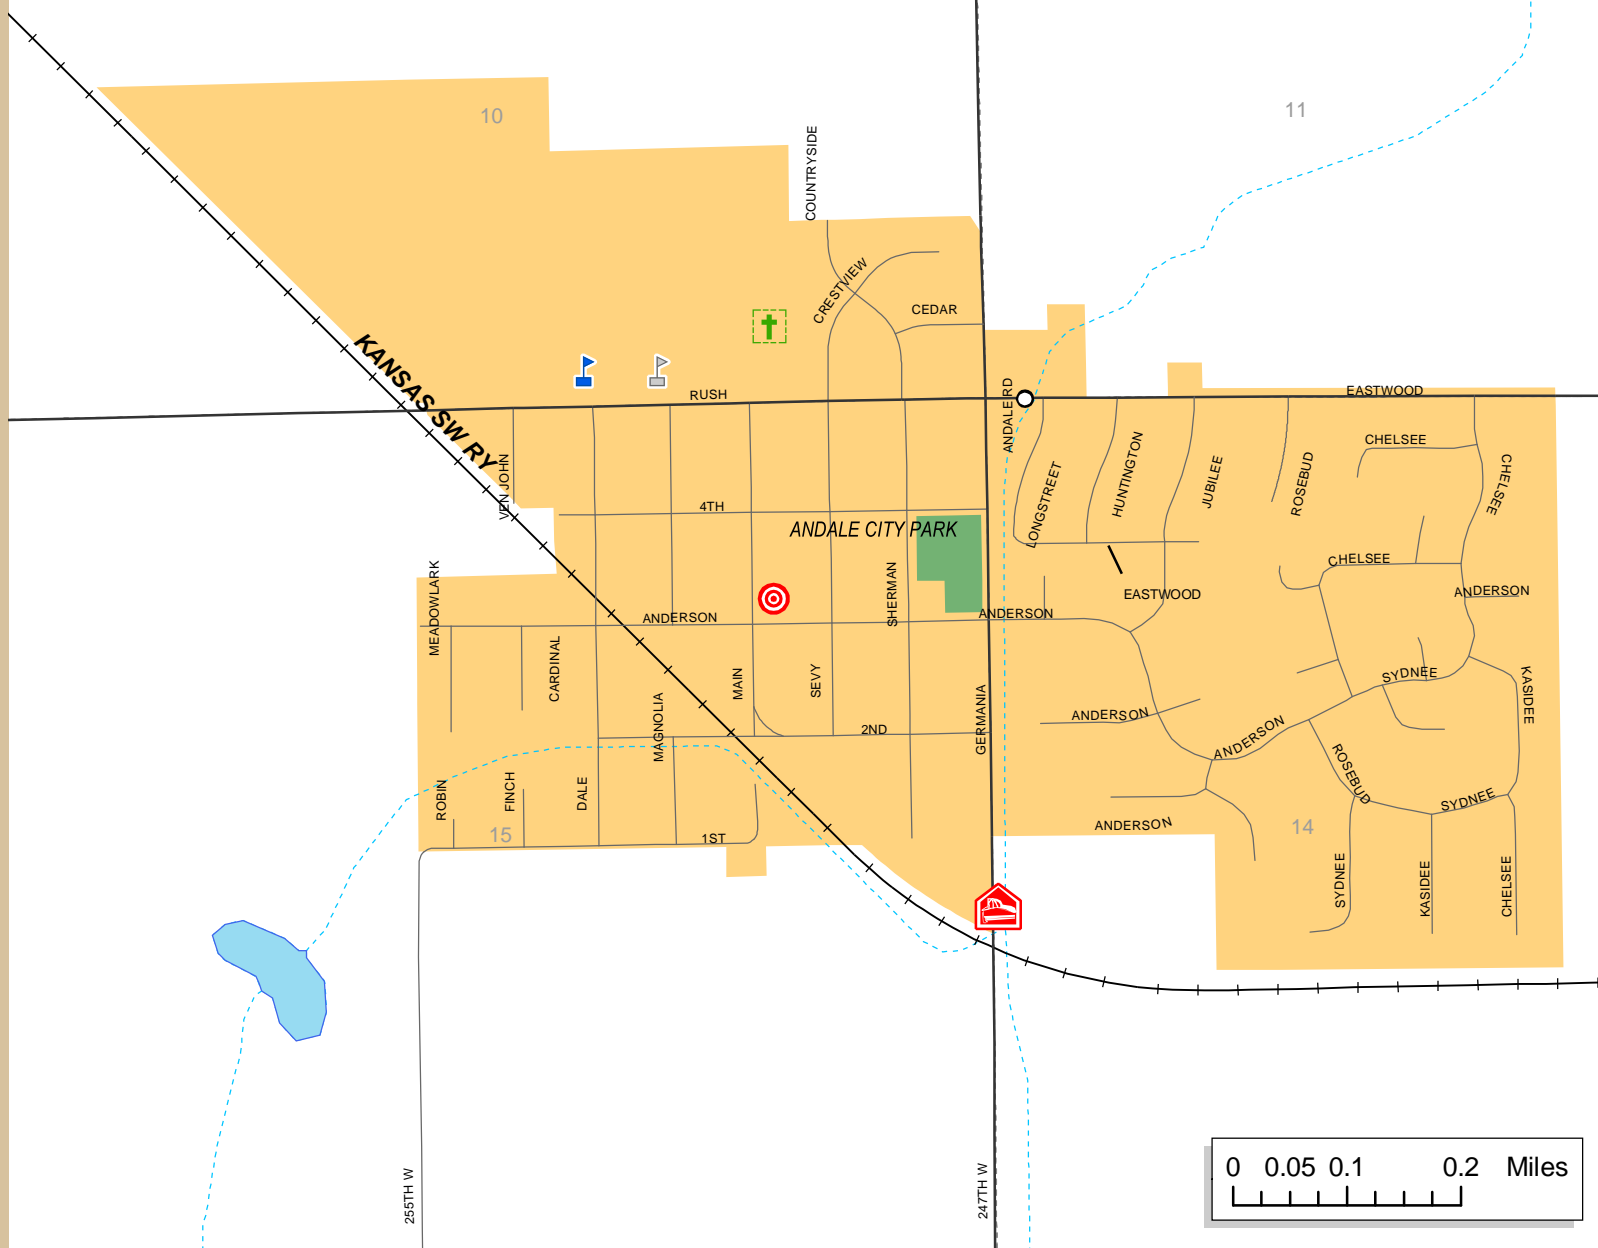 10
11
COUNTRYSIDE
CRESTVIEW
CEDAR
KANSAS SW RY
RUSH
ANDALE RD
EASTWOOD
VEN JOHN
4TH
ANDALE CITY PARK
LONGSTREET
HUNTINGTON
JUBILEE
ROSEBUD
CHELSEE
CHELSEE
CHELSEE
MEADOWLARK
SHERMAN
EASTWOOD
ANDERSON
ANDERSON
ANDERSON
CARDINAL
MAIN
SEVY
MAGNOLIA
GERMANIA
2ND
ANDERSON
ANDERSON
SYDNEE
KASIDEE
ROSEBUD
SYDNEE
ROBIN
FINCH
DALE
15
1ST
ANDERSON
14
SYDNEE
KASIDEE
CHELSEE
255TH W
247TH W
0 0.05 0.1 0.2 Miles